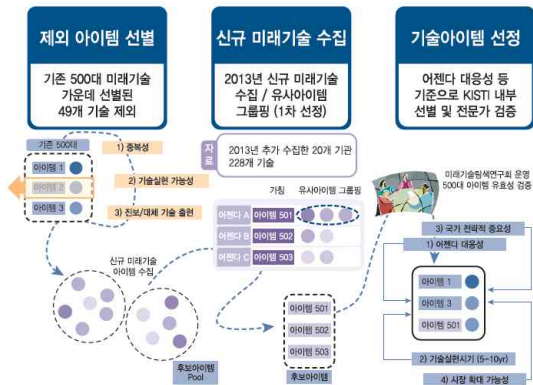 제외 아이템 선별
기존 500대 미래기술
가운데 선별된
49개 기술 제외
기존 500대
아이템 1
아이템 2
아이템 3
1) 중복성
2) 기술실현 가능성
3) 진보/대체 기술 출현
신규 미래기술
아이템 수집
후보아이템
Pool
신규 미래기술 수집
2013년 신규 미래기술
수집 / 유사아이템
그룹핑 (1차 선정)
자료
2013년 추가 수집한 20개 기관
228개 기술
가칭
유사아이템 그룹핑
어젠다 A 아이템 501
어젠다 B 아이템 502
어젠다 C 아이템 503
아이템 501
아이템 502
아이템 503
후보아이템
기술아이템 선정
어젠다 대응성 등
기준으로 KISTI 내부
선별 및 전문가 검증
미래기술탐색연구회 운영
500대 아이템 유효성 검증
3) 국가 전략적 중요성
1) 어젠다 대응성
아이템 1
아이템 3
아이템 501
2) 기술실현시기 (5~10yr)
4) 시장 확대 가능성